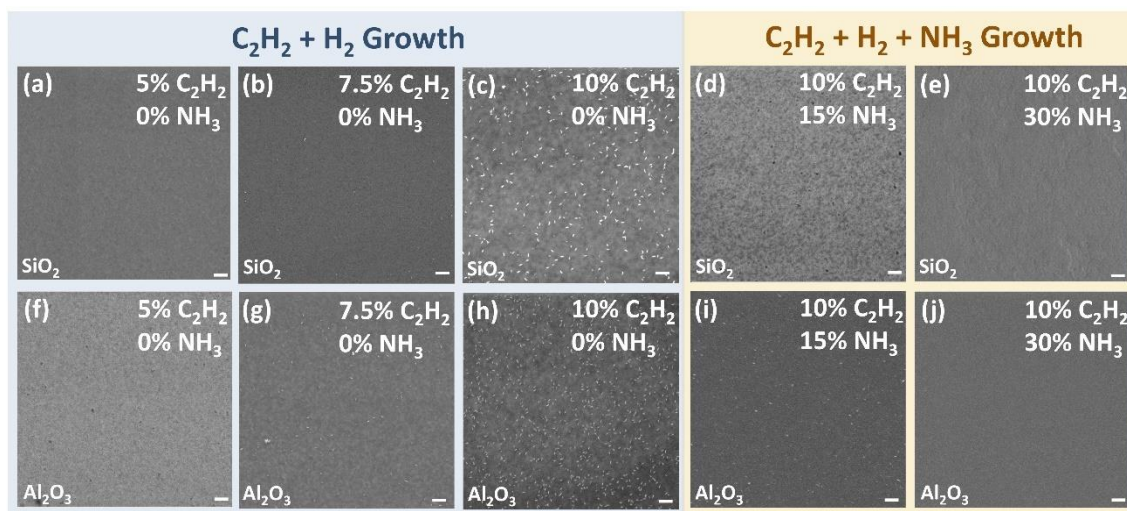 C₂H₂ + H₂ Growth
C₂H₂ + H₂ + NH₃ Growth
(a)
5% C₂H₂
0% NH₃
SiO₂
(b)
7.5% C₂H₂
0% NH₃
(c)
10% C₂H₂
0% NH₃
SiO₂
(d)
10% C₂H₂
15% NH₃
SiO₂
(e)
10% C₂H₂
30% NH₃
SiO₂
(f)
5% C₂H₂
0% NH₃
Al₂O₃
(g)
7.5% C₂H₂
0% NH₃
Al₂O₃
(h)
10% C₂H₂
0% NH₃
Al₂O₃
(i)
10% C₂H₂
15% NH₃
Al₂O₃
(j)
10% C₂H₂
30% NH₃
Al₂O₃